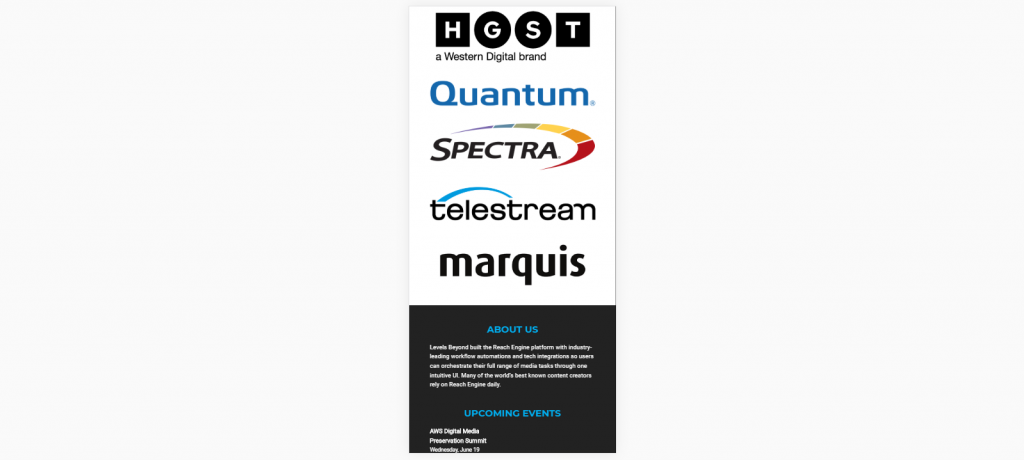 HGST
a Western Digital brand
Quantum®
SPECTRA®
telestream
marquis
ABOUT US
Levels Beyond built the Reach Engine platform with industry-
leading workflow automations and tech integrations so users
can orchestrate their full range of media tasks through one
intuitive UI. Many of the world's best known content creators
rely on Reach Engine daily.
UPCOMING EVENTS
AWS Digital Media
Preservation Summit
Wednesday, June 19